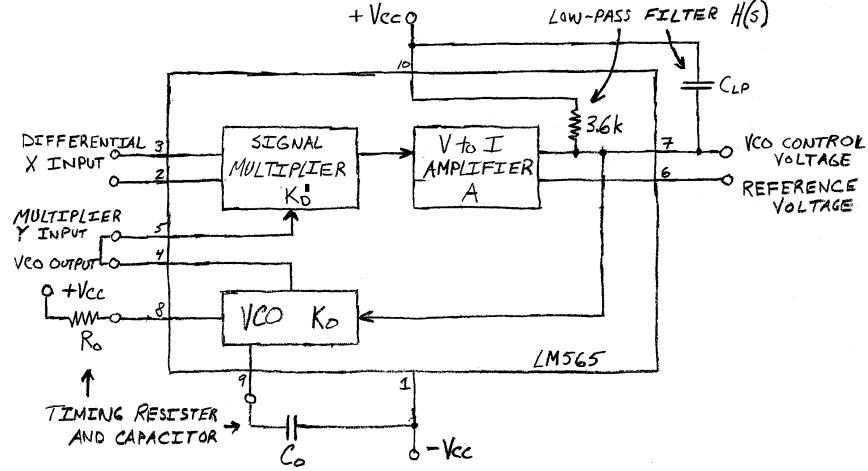 +Vcc
LOW-PASS FILTER H(s)
10
CLP
3.6k
DIFFERENTIAL
X INPUT
3
2
SIGNAL
MULTIPLIER
KD'
V to I
AMPLIFIER
A
7
VCO CONTROL
VOLTAGE
6
REFERENCE
VOLTAGE
MULTIPLIER
Y INPUT
5
VCO OUTPUT
4
+Vcc
8
Ro
VCO Ko
LM565
9
1
TIMING RESISTER
AND CAPACITOR
Co
-Vcc